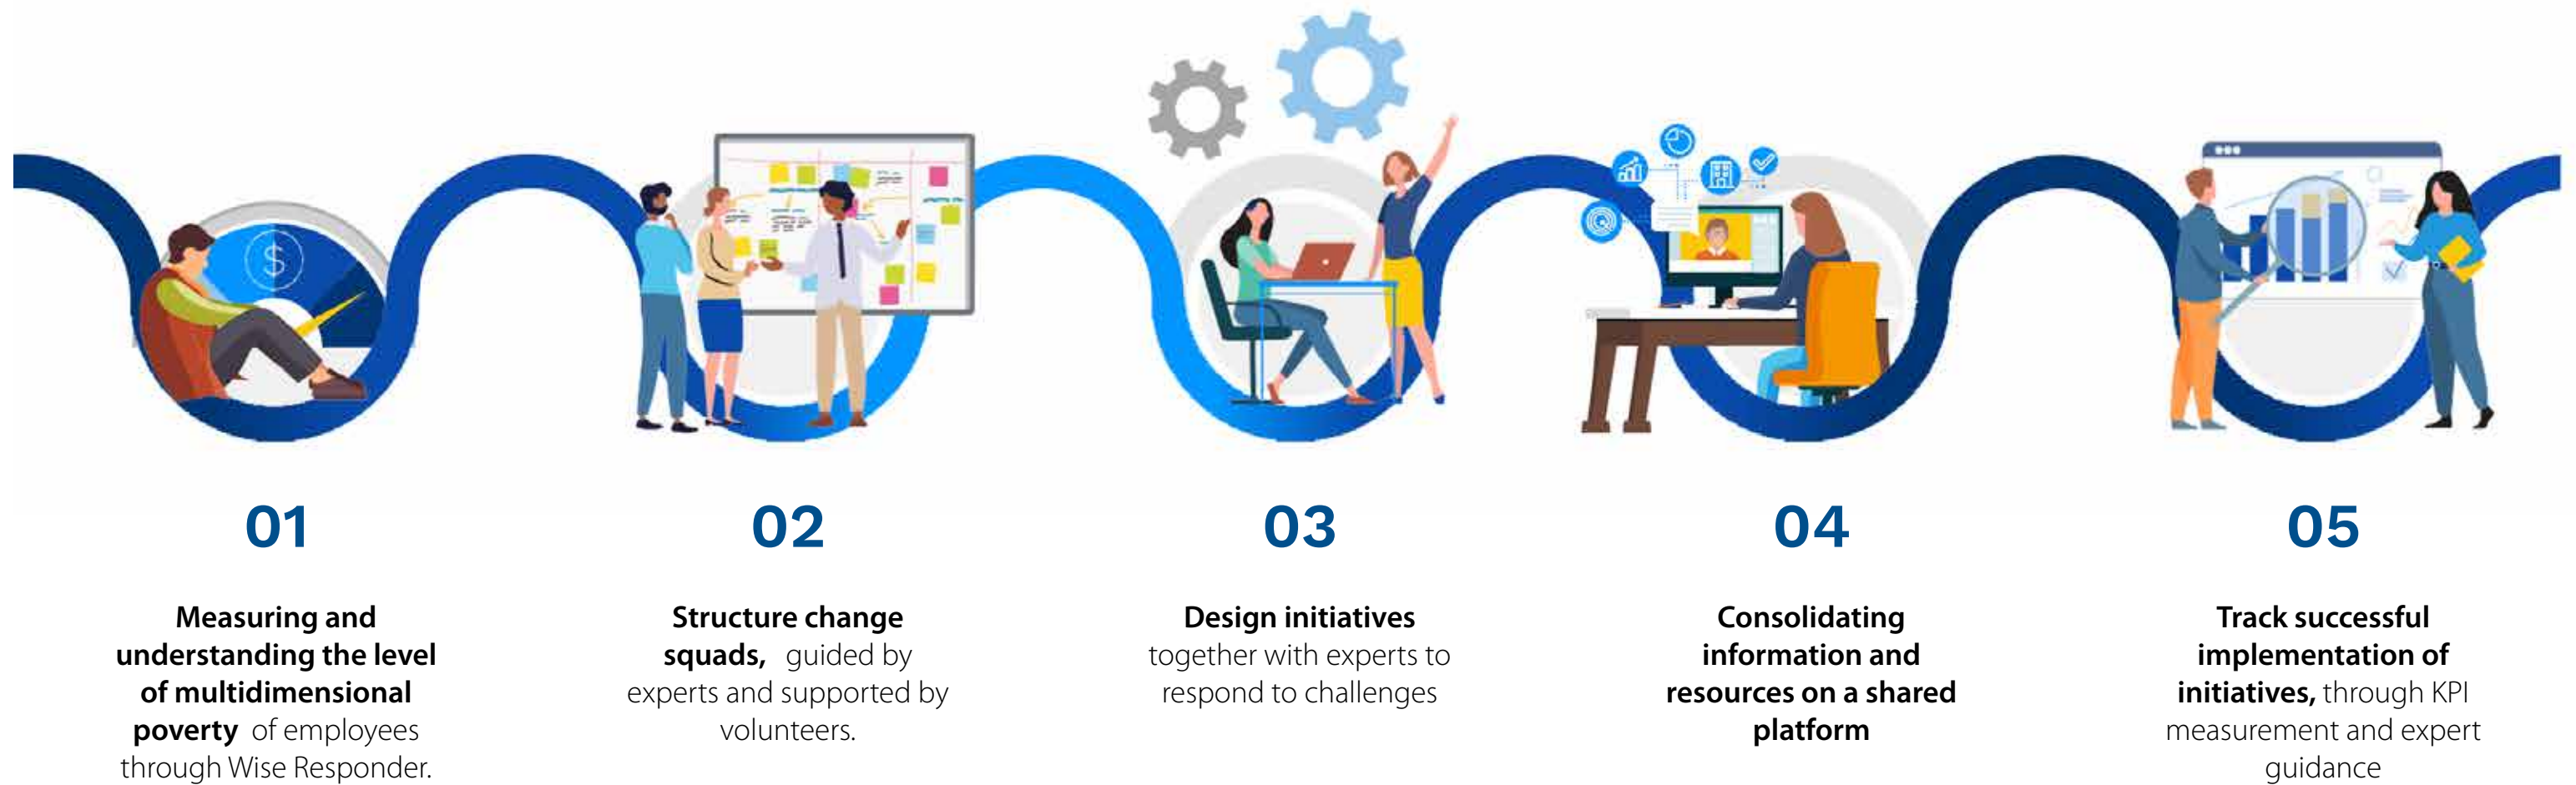 01
Measuring and
understanding the level
of multidimensional
poverty of employees
through Wise Responder.
02
Structure change
squads, guided by
experts and supported by
volunteers.
03
Design initiatives
together with experts to
respond to challenges
04
Consolidating
information and
resources on a shared
platform
05
Track successful
implementation of
initiatives, through KPI
measurement and expert
guidance
$